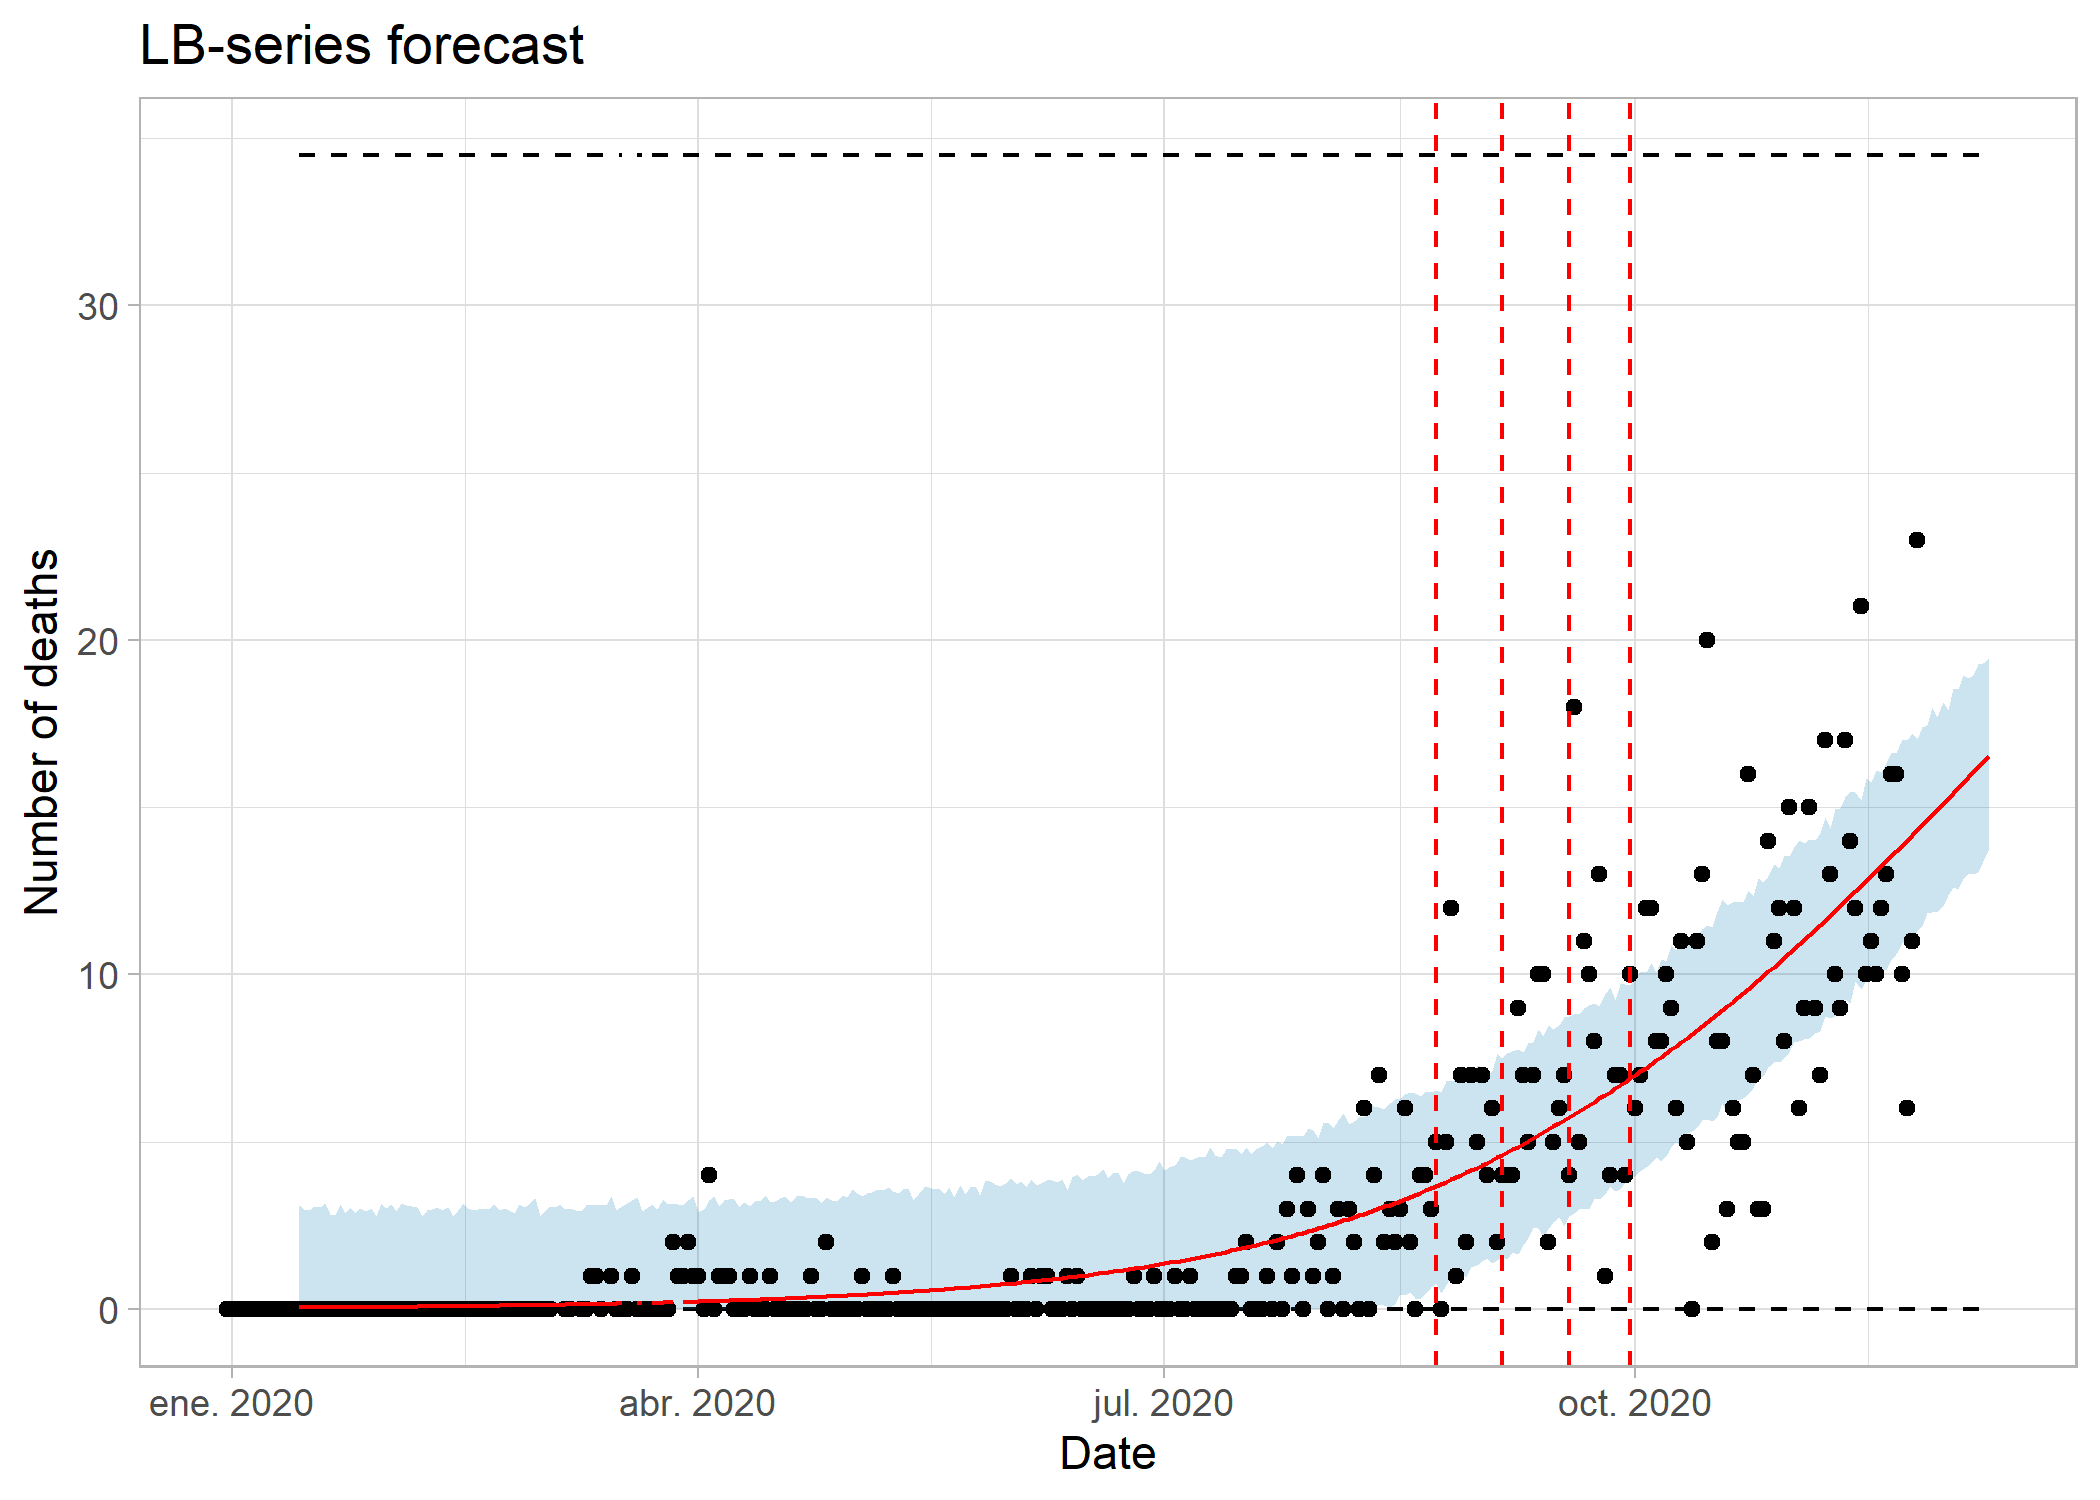 LB-series forecast
Number of deaths
30
20
10
0
ene. 2020
abr. 2020
jul. 2020
oct. 2020
Date